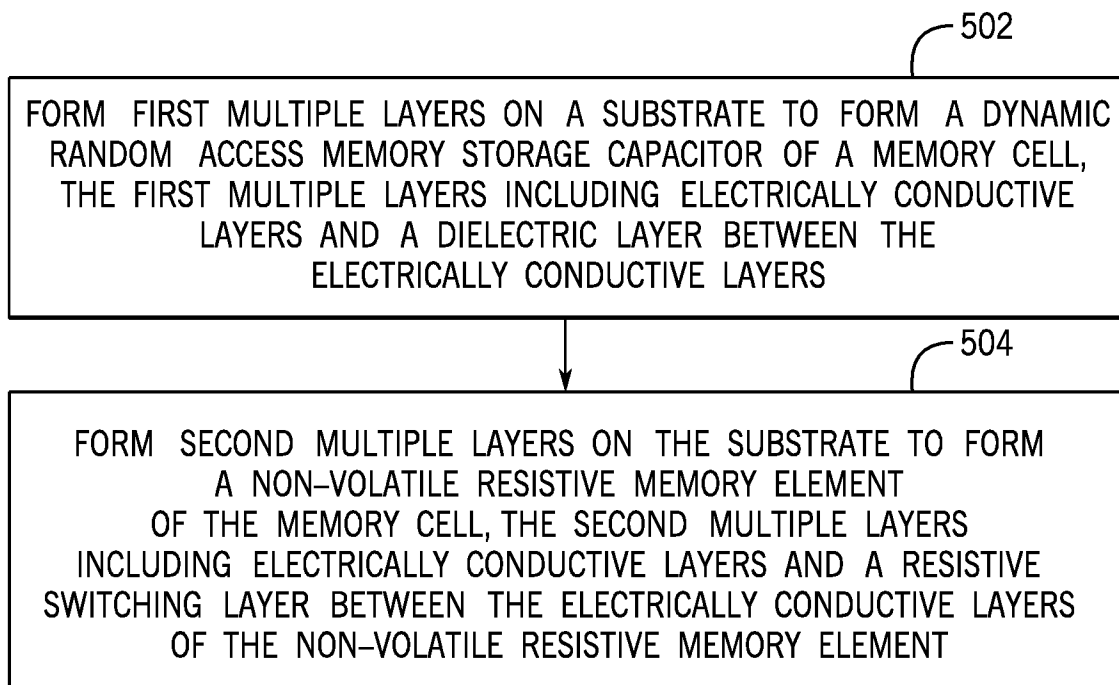 502
FORM FIRST MULTIPLE LAYERS ON A SUBSTRATE TO FORM A DYNAMIC
RANDOM ACCESS MEMORY STORAGE CAPACITOR OF A MEMORY CELL,
THE FIRST MULTIPLE LAYERS INCLUDING ELECTRICALLY CONDUCTIVE
LAYERS AND A DIELECTRIC LAYER BETWEEN THE
ELECTRICALLY CONDUCTIVE LAYERS
504
FORM SECOND MULTIPLE LAYERS ON THE SUBSTRATE TO FORM
A NON–VOLATILE RESISTIVE MEMORY ELEMENT
OF THE MEMORY CELL, THE SECOND MULTIPLE LAYERS
INCLUDING ELECTRICALLY CONDUCTIVE LAYERS AND A RESISTIVE
SWITCHING LAYER BETWEEN THE ELECTRICALLY CONDUCTIVE LAYERS
OF THE NON–VOLATILE RESISTIVE MEMORY ELEMENT